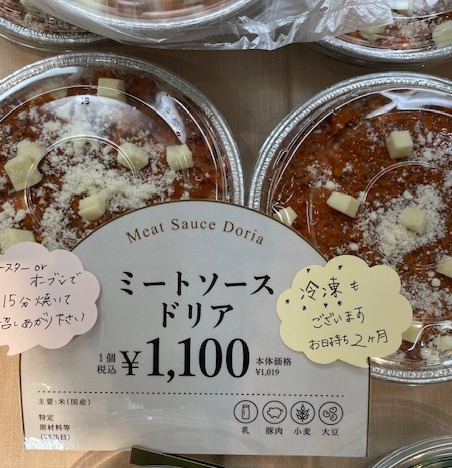 Meat Sauce Doria
ミートソース
ドリア
1個
税込
¥1,100
本体価格
¥1,019
主要:米(国産)
特定
原材料等
乳 豚肉 小麦 大豆
スター or
オーブンで
15分焼いて
召しあがり下さい
冷凍も
ございます
お日持ち2ヶ月